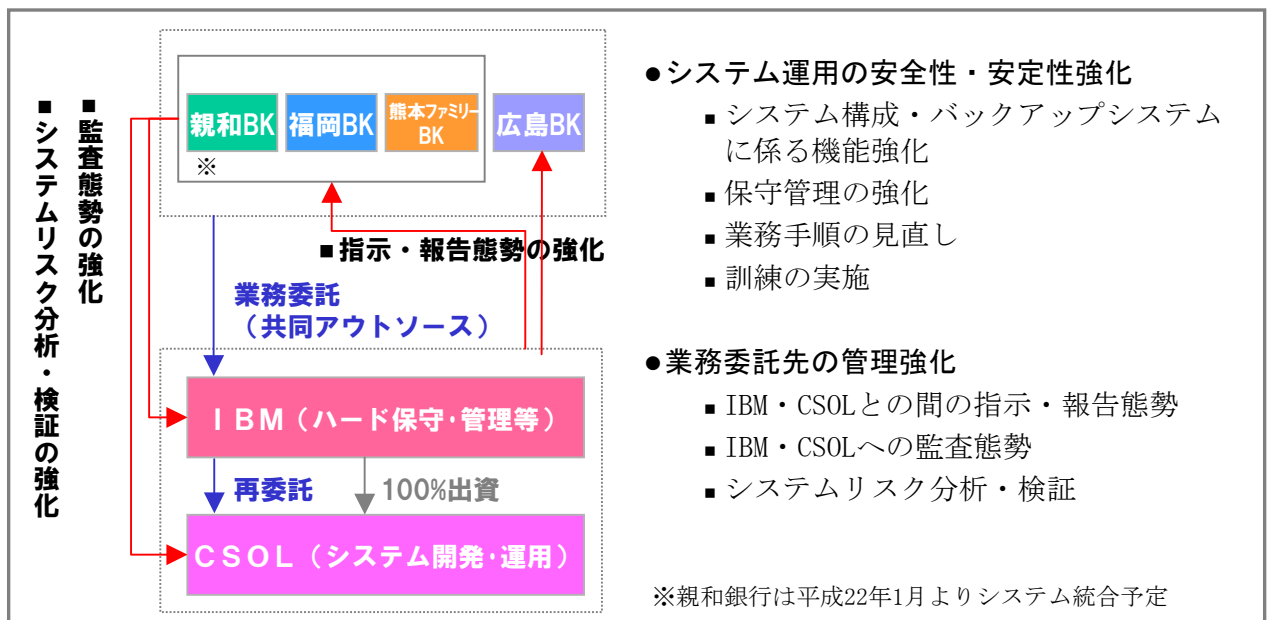 ■監査態勢の強化
■システムリスク分析・検証の強化
親和BK
福岡BK
熊本ファミリー
BK
広島BK
※
■指示・報告態勢の強化
業務委託
（共同アウトソース）
ＩＢＭ（ハード保守・管理等）
再委託
100%出資
ＣＳＯＬ（システム開発・運用）
●システム運用の安全性・安定性強化
■システム構成・バックアップシステム
に係る機能強化
■保守管理の強化
■業務手順の見直し
■訓練の実施
●業務委託先の管理強化
■IBM・CSOLとの間の指示・報告態勢
■IBM・CSOLへの監査態勢
■システムリスク分析・検証
※親和銀行は平成22年1月よりシステム統合予定